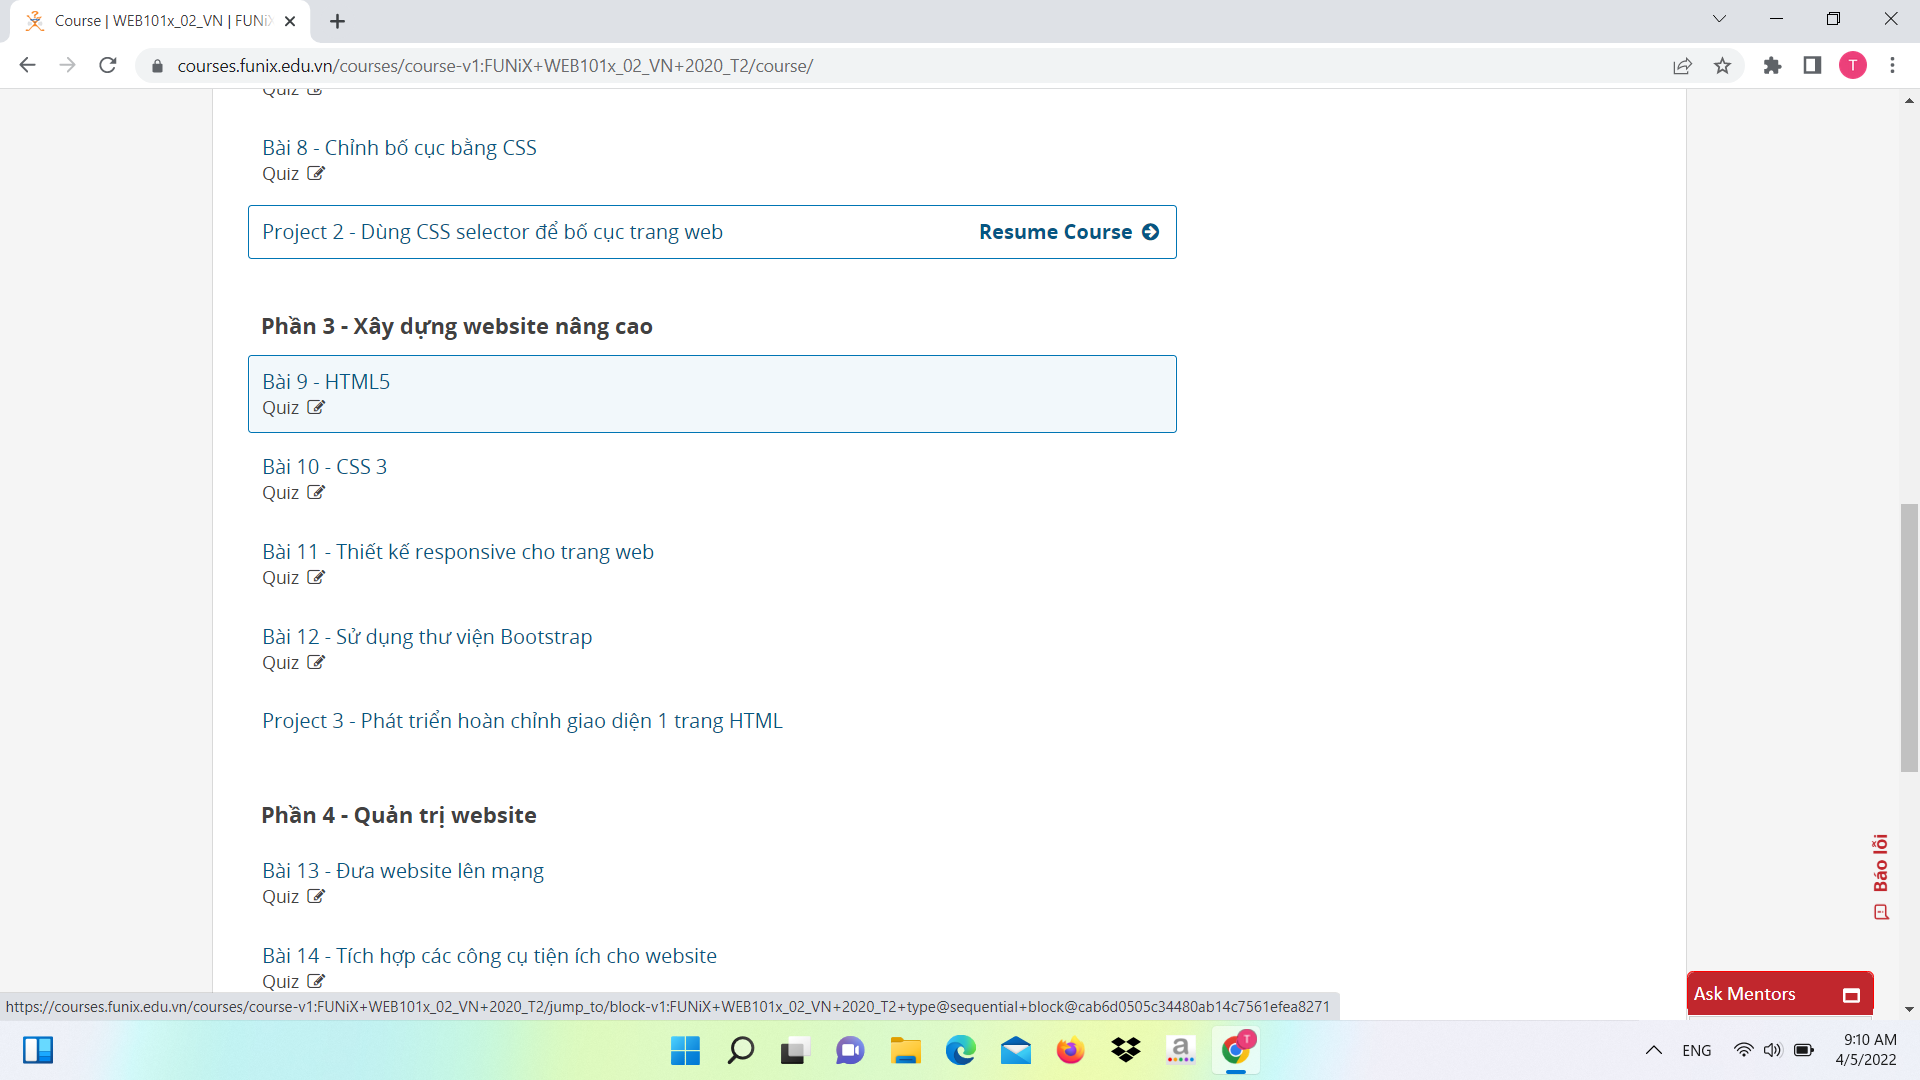 Course | WEB101x_02_VN | FUNiX
courses.funix.edu.vn/courses/course-v1:FUNiX+WEB101x_02_VN+2020_T2/course/
T
Quiz
Bài 8 - Chỉnh bố cục bằng CSS
Quiz
Project 2 - Dùng CSS selector để bố cục trang web
Resume Course
Phần 3 - Xây dựng website nâng cao
Bài 9 - HTML5
Quiz
Bài 10 - CSS 3
Quiz
Bài 11 - Thiết kế responsive cho trang web
Quiz
Bài 12 - Sử dụng thư viện Bootstrap
Quiz
Project 3 - Phát triển hoàn chỉnh giao diện 1 trang HTML
Phần 4 - Quản trị website
Bài 13 - Đưa website lên mạng
Quiz
Bài 14 - Tích hợp các công cụ tiện ích cho website
Quiz
Báo lỗi
Ask Mentors
https://courses.funix.edu.vn/courses/course-v1:FUNiX+WEB101x_02_VN+2020_T2/jump_to/block-v1:FUNiX+WEB101x_02_VN+2020_T2+type@sequential+block@cab6d0505c34480ab14c7561efea8271
a
T
ENG
9:10 AM
4/5/2022